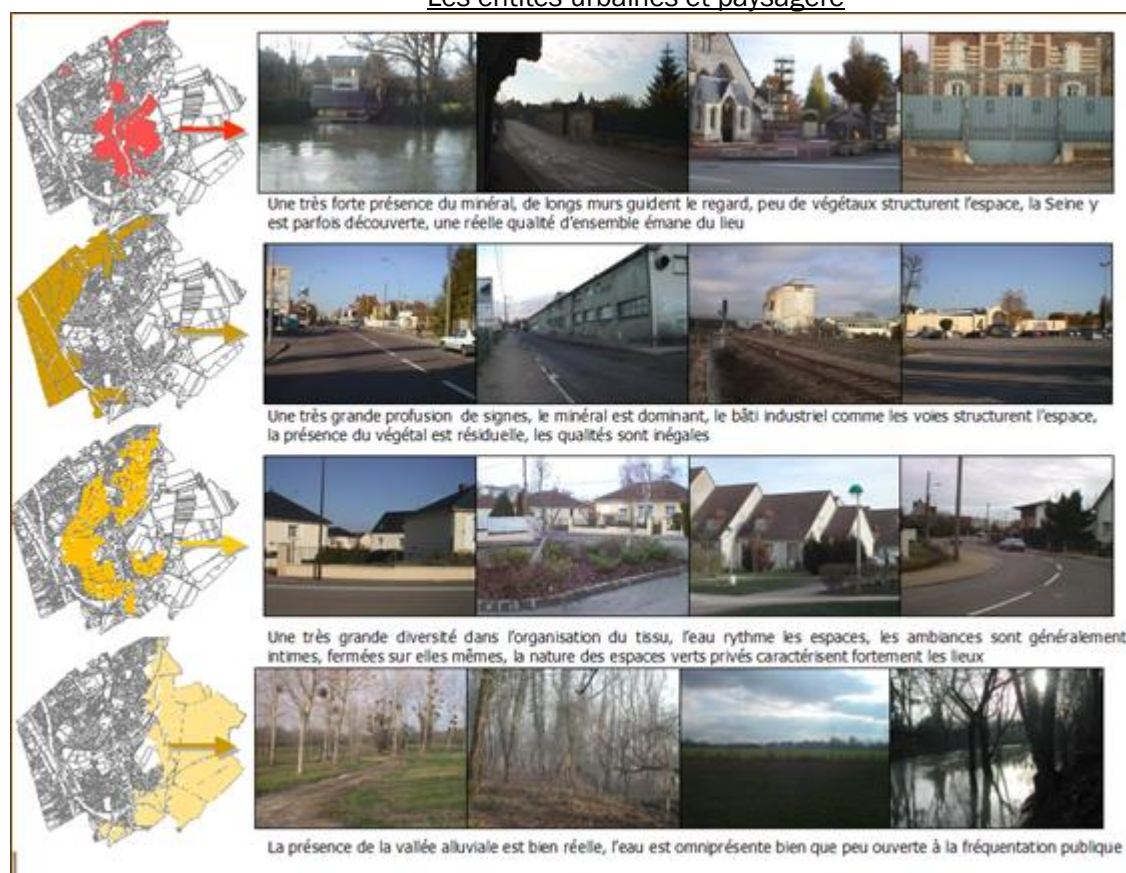 Les entités urbaines et paysagère
Une très forte présence du minéral, de longs murs guident le regard, peu de végétaux structurent l'espace, la Seine y
est parfois découverte, une réelle qualité d'ensemble émane du lieu
Une très grande profusion de signes, le minéral est dominant, le bâti industriel comme les voies structurent l'espace,
la présence du végétal est résiduelle, les qualités sont inégales
Une très grande diversité dans l'organisation du tissu, l'eau rythme les espaces, les ambiances sont généralement
intimes, fermées sur elles mêmes, la nature des espaces verts privés caractérisent fortement les lieux
La présence de la vallée alluviale est bien réelle, l'eau est omniprésente bien que peu ouverte à la fréquentation publique